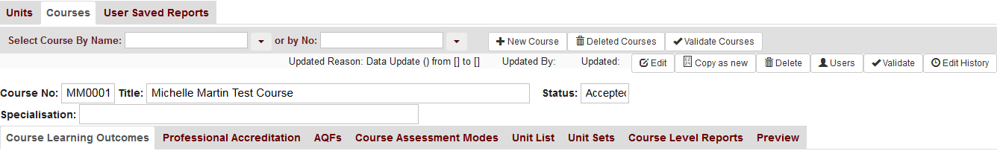 Units Courses User Saved Reports
Select Course By Name: or by No: New Course Deleted Courses Validate Courses
Updated Reason: Data Update () from [] to [] Updated By: Updated: Edit Copy as new Delete Users Validate Edit History
Course No: MM0001 Title: Michelle Martin Test Course Status: Accepted
Specialisation:
Course Learning Outcomes Professional Accreditation AQFs Course Assessment Modes Unit List Unit Sets Course Level Reports Preview